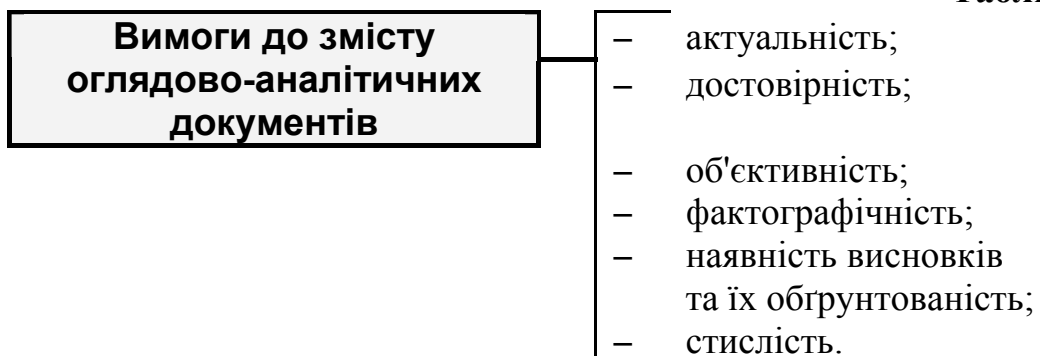 Вимоги до змісту
оглядово-аналітичних
документів
– актуальність;
– достовірність;
– об'єктивність;
– фактографічність;
– наявність висновків
та їх обґрунтованість;
– стислість.